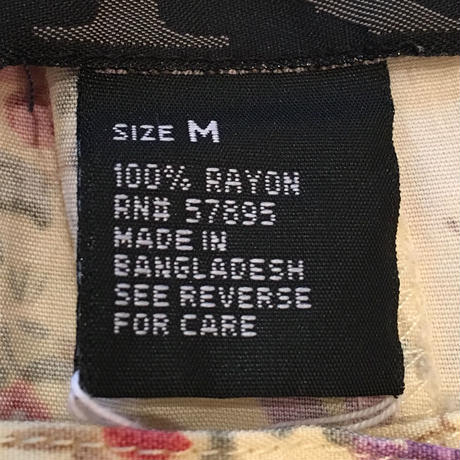 SIZE M
100% RAYON
RN# 57895
MADE IN
BANGLADESH
SEE REVERSE
FOR CARE